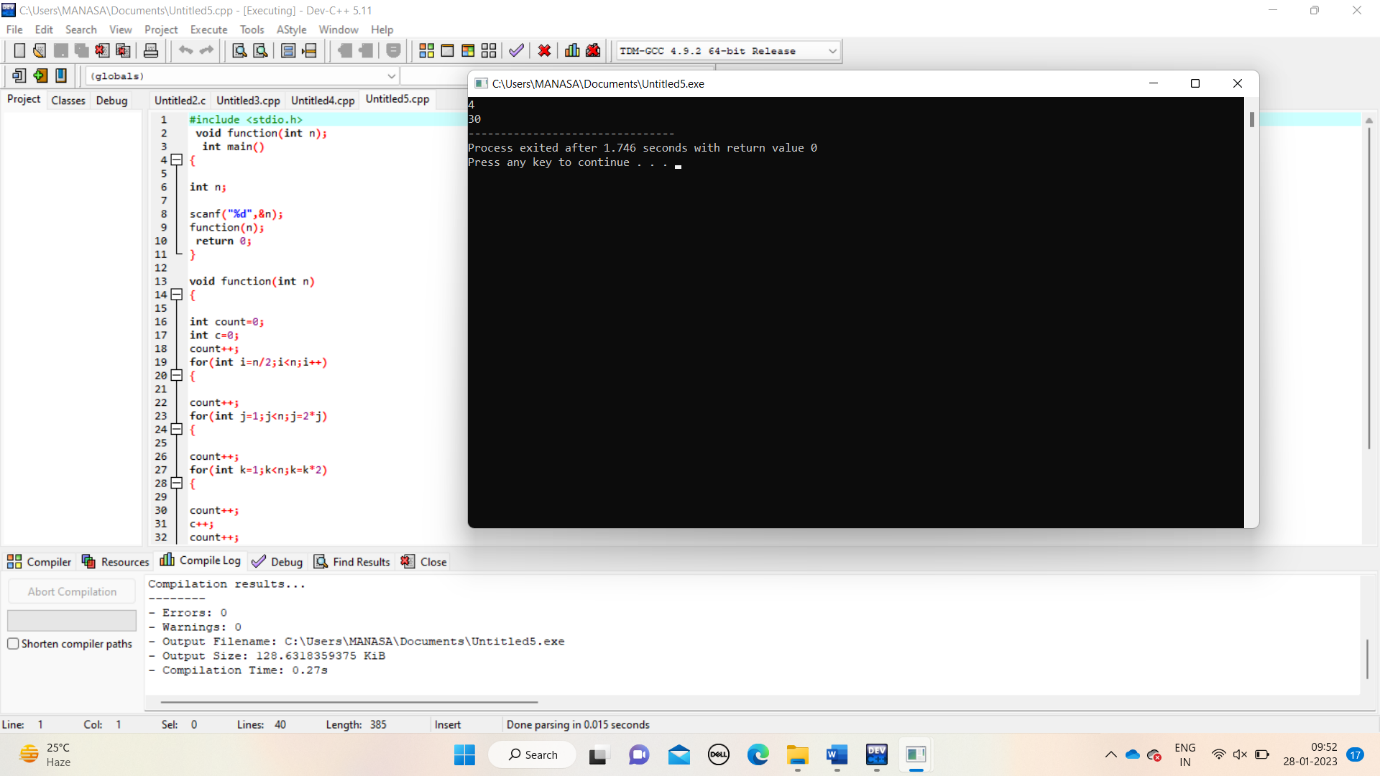 C:\Users\MANASA\Documents\Untitled5.cpp - [Executing] - Dev-C++ 5.11
File Edit Search View Project Execute Tools AStyle Window Help
TDM-GCC 4.9.2 64-bit Release
(globals)
Project Classes Debug
Untitled2.c Untitled3.cpp Untitled4.cpp Untitled5.cpp
1 #include <stdio.h>
2 void function(int n);
3 int main()
4 {
5
6 int n;
7
8 scanf("%d",&n);
9 function(n);
10 return 0;
11 }
12
13 void function(int n)
14 {
15
16 int count=0;
17 int c=0;
18 count++;
19 for(int i=n/2;i<n;i++)
20 {
21
22 count++;
23 for(int j=1;j<n;j=2*j)
24 {
25
26 count++;
27 for(int k=1;k<n;k=k*2)
28 {
29
30 count++;
31 c++;
32 count++;
C:\Users\MANASA\Documents\Untitled5.exe
4
30
--------------------------------
Process exited after 1.746 seconds with return value 0
Press any key to continue . . .
Compiler Resources Compile Log Debug Find Results Close
Abort Compilation
Shorten compiler paths
Compilation results...
--------
- Errors: 0
- Warnings: 0
- Output Filename: C:\Users\MANASA\Documents\Untitled5.exe
- Output Size: 128.6318359375 KiB
- Compilation Time: 0.27s
Line: 1 Col: 1 Sel: 0 Lines: 40 Length: 385 Insert Done parsing in 0.015 seconds
25°C
Haze
Search
DELL
DEV
ENG
IN
09:52
28-01-2023
17